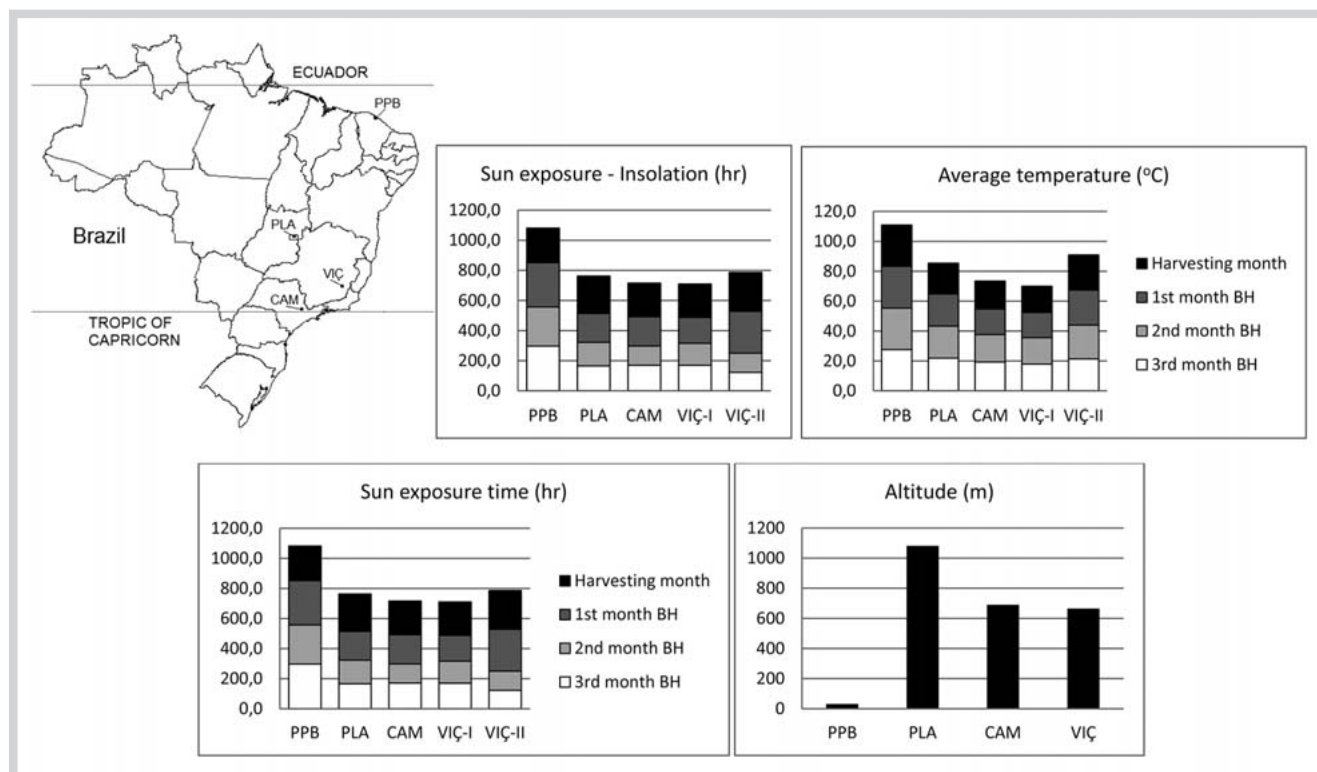 ECUADOR
PPB
PLA
Brazil
VIÇ
CAM
TROPIC OF
CAPRICORN
Sun exposure - Insolation (hr)
1200,0
1000,0
800,0
600,0
400,0
200,0
0,0
PPB PLA CAM VIÇ-I VIÇ-II
Average temperature (°C)
120,0
100,0
80,0
60,0
40,0
20,0
0,0
PPB PLA CAM VIÇ-I VIÇ-II
Harvesting month
1st month BH
2nd month BH
3rd month BH
Sun exposure time (hr)
1200,0
1000,0
800,0
600,0
400,0
200,0
0,0
PPB PLA CAM VIÇ-I VIÇ-II
Harvesting month
1st month BH
2nd month BH
3rd month BH
Altitude (m)
1200
1000
800
600
400
200
0
PPB PLA CAM VIÇ